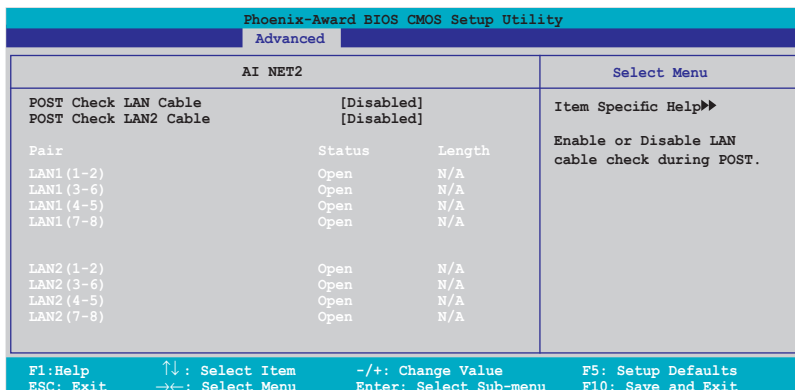 Phoenix-Award BIOS CMOS Setup Utility
Advanced
AI NET2
Select Menu
POST Check LAN Cable [Disabled]
POST Check LAN2 Cable [Disabled]
Pair Status Length
LAN1(1-2) Open N/A
LAN1(3-6) Open N/A
LAN1(4-5) Open N/A
LAN1(7-8) Open N/A
LAN2(1-2) Open N/A
LAN2(3-6) Open N/A
LAN2(4-5) Open N/A
LAN2(7-8) Open N/A
Item Specific Help▶▶
Enable or Disable LAN
cable check during POST.
F1:Help ↑↓: Select Item -/+: Change Value F5: Setup Defaults
ESC: Exit →←: Select Menu Enter: Select Sub-menu F10: Save and Exit